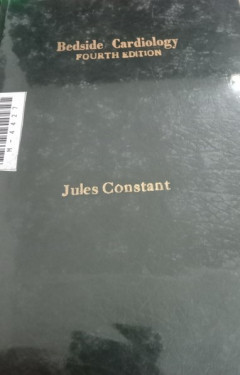 Bedside Cardiology
FOURTH EDITION
Jules Constant